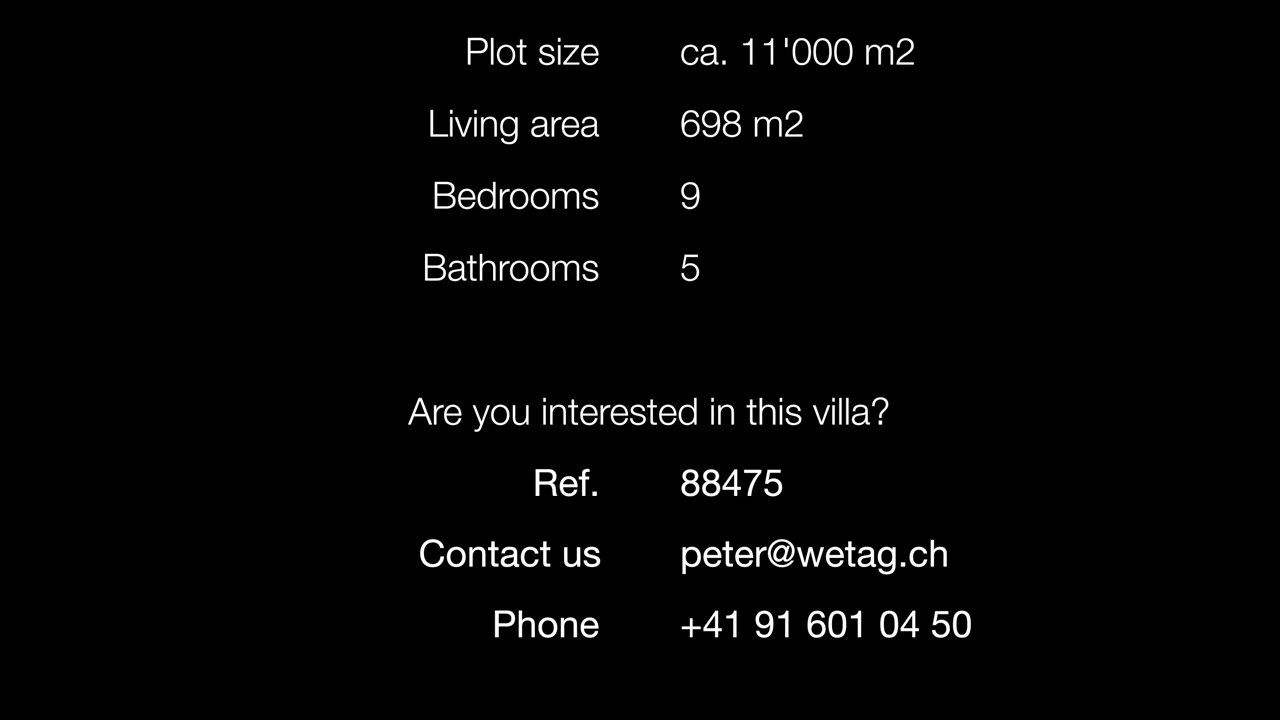 Plot size ca. 11'000 m2
Living area 698 m2
Bedrooms 9
Bathrooms 5
Are you interested in this villa?
Ref. 88475
Contact us peter@wetag.ch
Phone +41 91 601 04 50